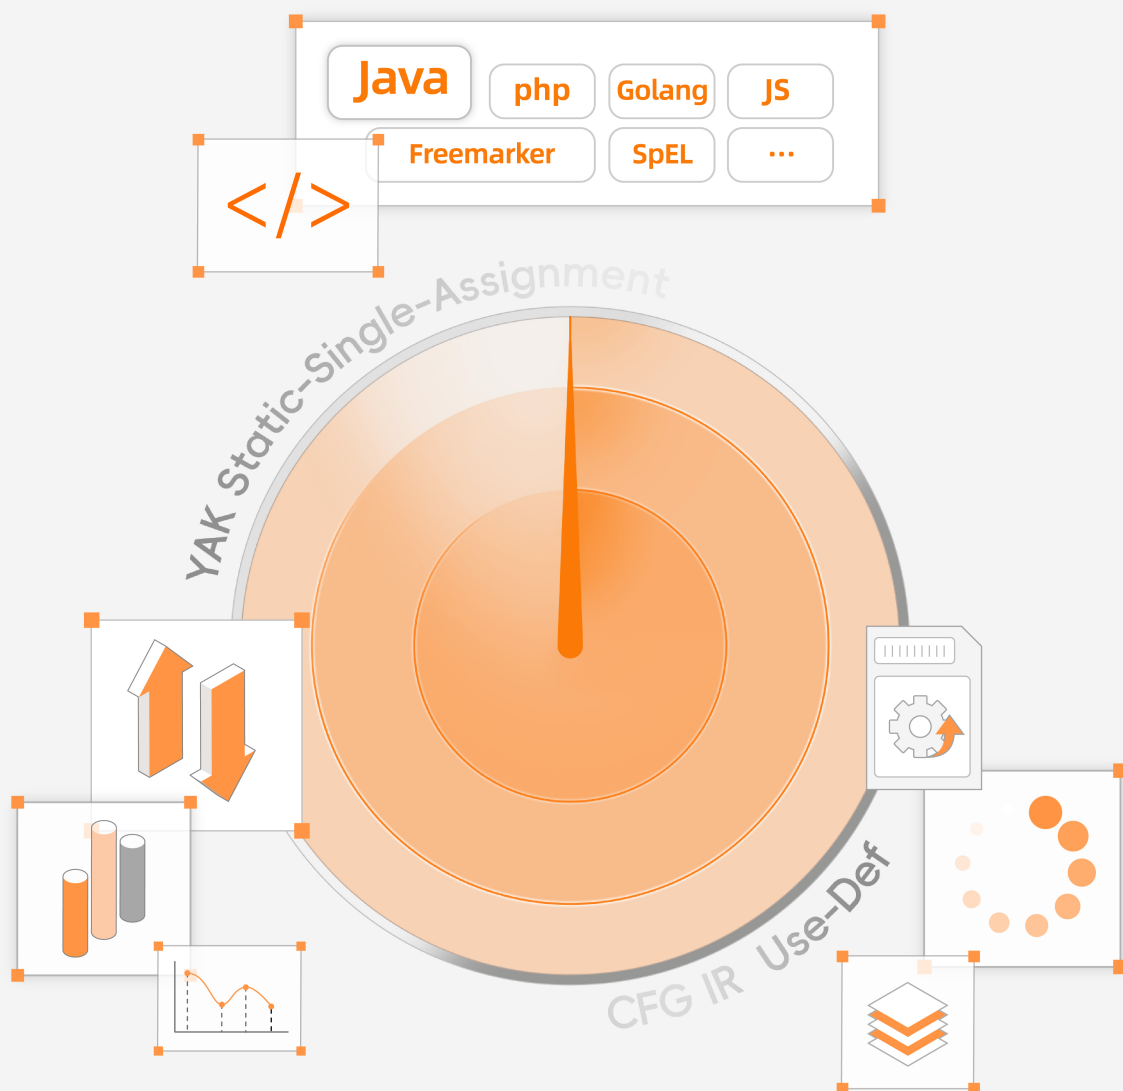 Java
php
Golang
JS
Freemarker
SpEL
...
</>
YAK Static-Single-Assignment
CFG IR Use-Def